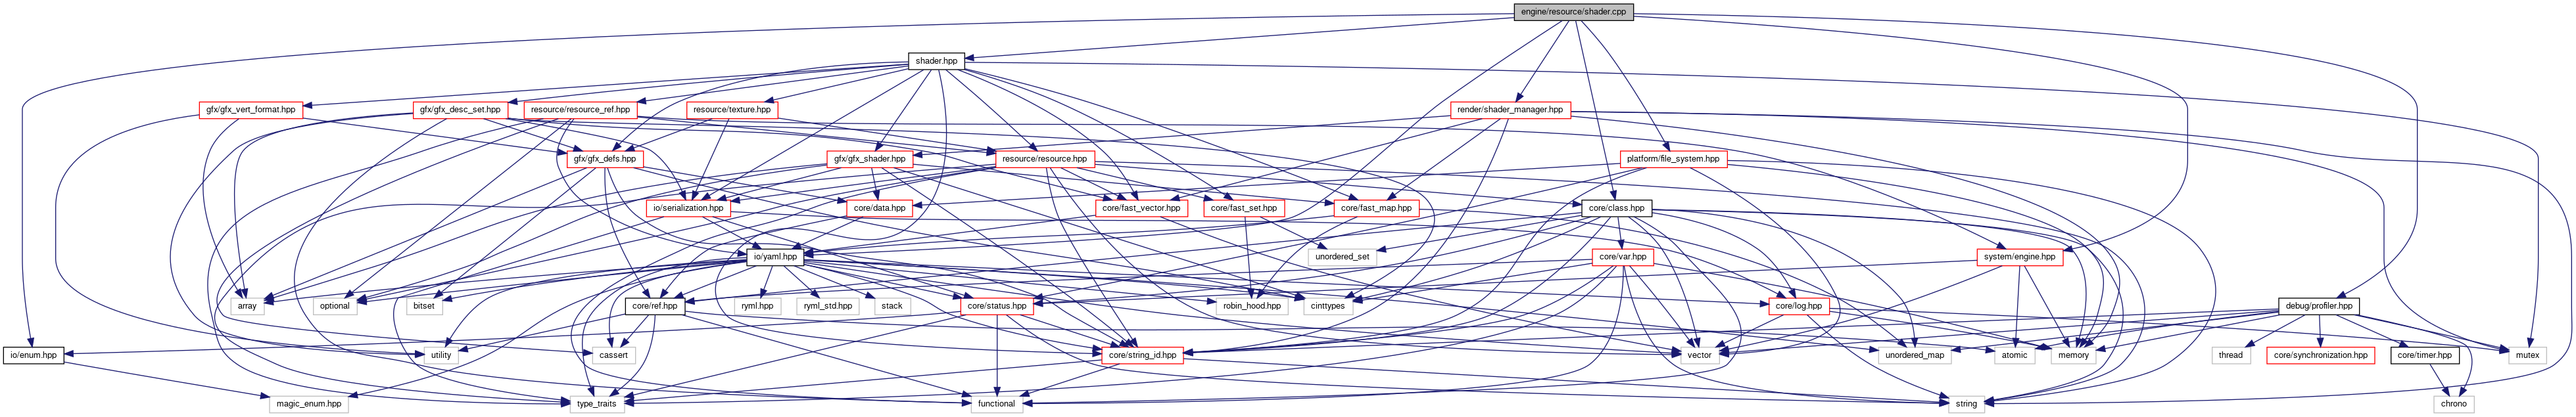 engine/resource/shader.cpp
shader.hpp
gfx/gfx_vert_format.hpp
gfx/gfx_desc_set.hpp
resource/resource_ref.hpp
resource/texture.hpp
render/shader_manager.hpp
gfx/gfx_defs.hpp
gfx/gfx_shader.hpp
resource/resource.hpp
platform/file_system.hpp
io/serialization.hpp
core/data.hpp
core/fast_vector.hpp
core/fast_set.hpp
core/fast_map.hpp
core/class.hpp
io/yaml.hpp
unordered_set
core/var.hpp
system/engine.hpp
array
optional
bitset
core/ref.hpp
ryml.hpp
ryml_std.hpp
stack
core/status.hpp
robin_hood.hpp
cinttypes
core/log.hpp
debug/profiler.hpp
io/enum.hpp
utility
cassert
core/string_id.hpp
vector
unordered_map
atomic
memory
thread
core/synchronization.hpp
core/timer.hpp
mutex
magic_enum.hpp
type_traits
functional
string
chrono